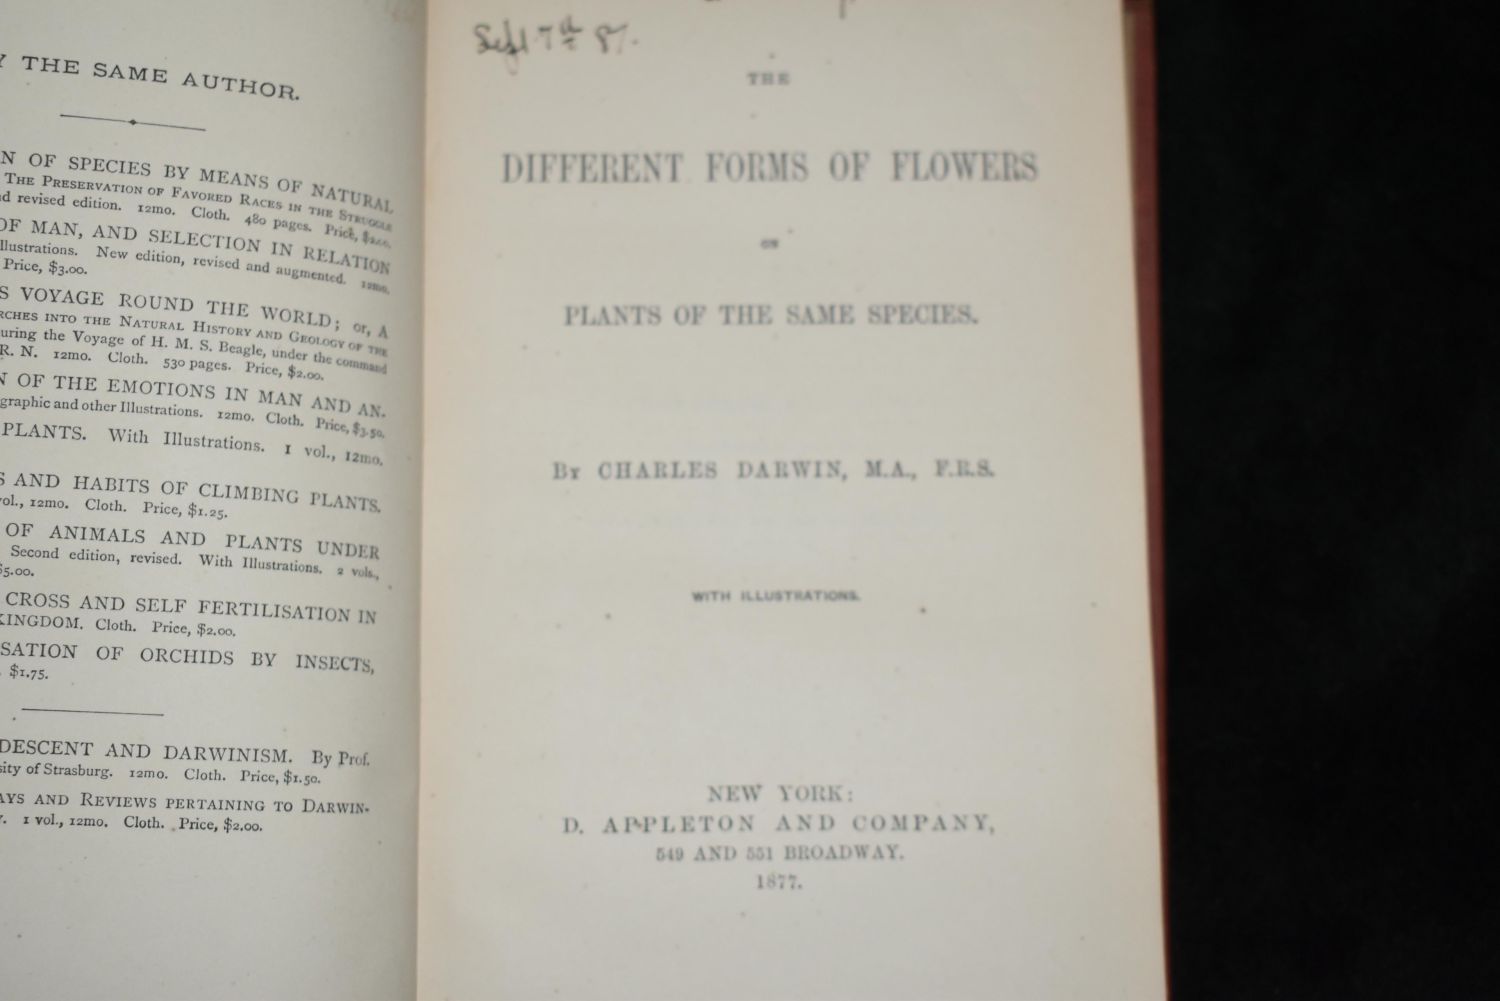 THE SAME AUTHOR.
OF SPECIES BY MEANS OF NATURAL
THE PRESERVATION OF FAVORED RACES IN THE STRUGGLE
revised edition. 12mo. Cloth. 480 pages. Price, $2.00.
OF MAN, AND SELECTION IN RELATION
New edition, revised and augmented. 12mo.
Price, $3.00.
VOYAGE ROUND THE WORLD; or, A
INTO THE NATURAL HISTORY AND GEOLOGY OF THE
the Voyage of H. M. S. Beagle, under the command
R. N. 12mo. Cloth. 530 pages. Price, $2.00.
OF THE EMOTIONS IN MAN AND AN-
and other Illustrations. 12mo. Cloth. Price, $3.50.
PLANTS. With Illustrations. 1 vol., 12mo.
AND HABITS OF CLIMBING PLANTS.
12mo. Cloth. Price, $1.25.
OF ANIMALS AND PLANTS UNDER
Second edition, revised. With Illustrations. 2 vols.,
$5.00.
CROSS AND SELF FERTILISATION IN
KINGDOM. Cloth. Price, $2.00.
OF ORCHIDS BY INSECTS,
$1.75.
DESCENT AND DARWINISM. By Prof.
of Strasburg. 12mo. Cloth. Price, $1.50.
AND REVIEWS PERTAINING TO DARWIN-
1 vol., 12mo. Cloth. Price, $2.00.
Sept 7th 87.
THE
DIFFERENT FORMS OF FLOWERS
ON
PLANTS OF THE SAME SPECIES.
BY CHARLES DARWIN, M.A., F.R.S.
WITH ILLUSTRATIONS.
NEW YORK:
D. APPLETON AND COMPANY,
549 AND 551 BROADWAY.
1877.